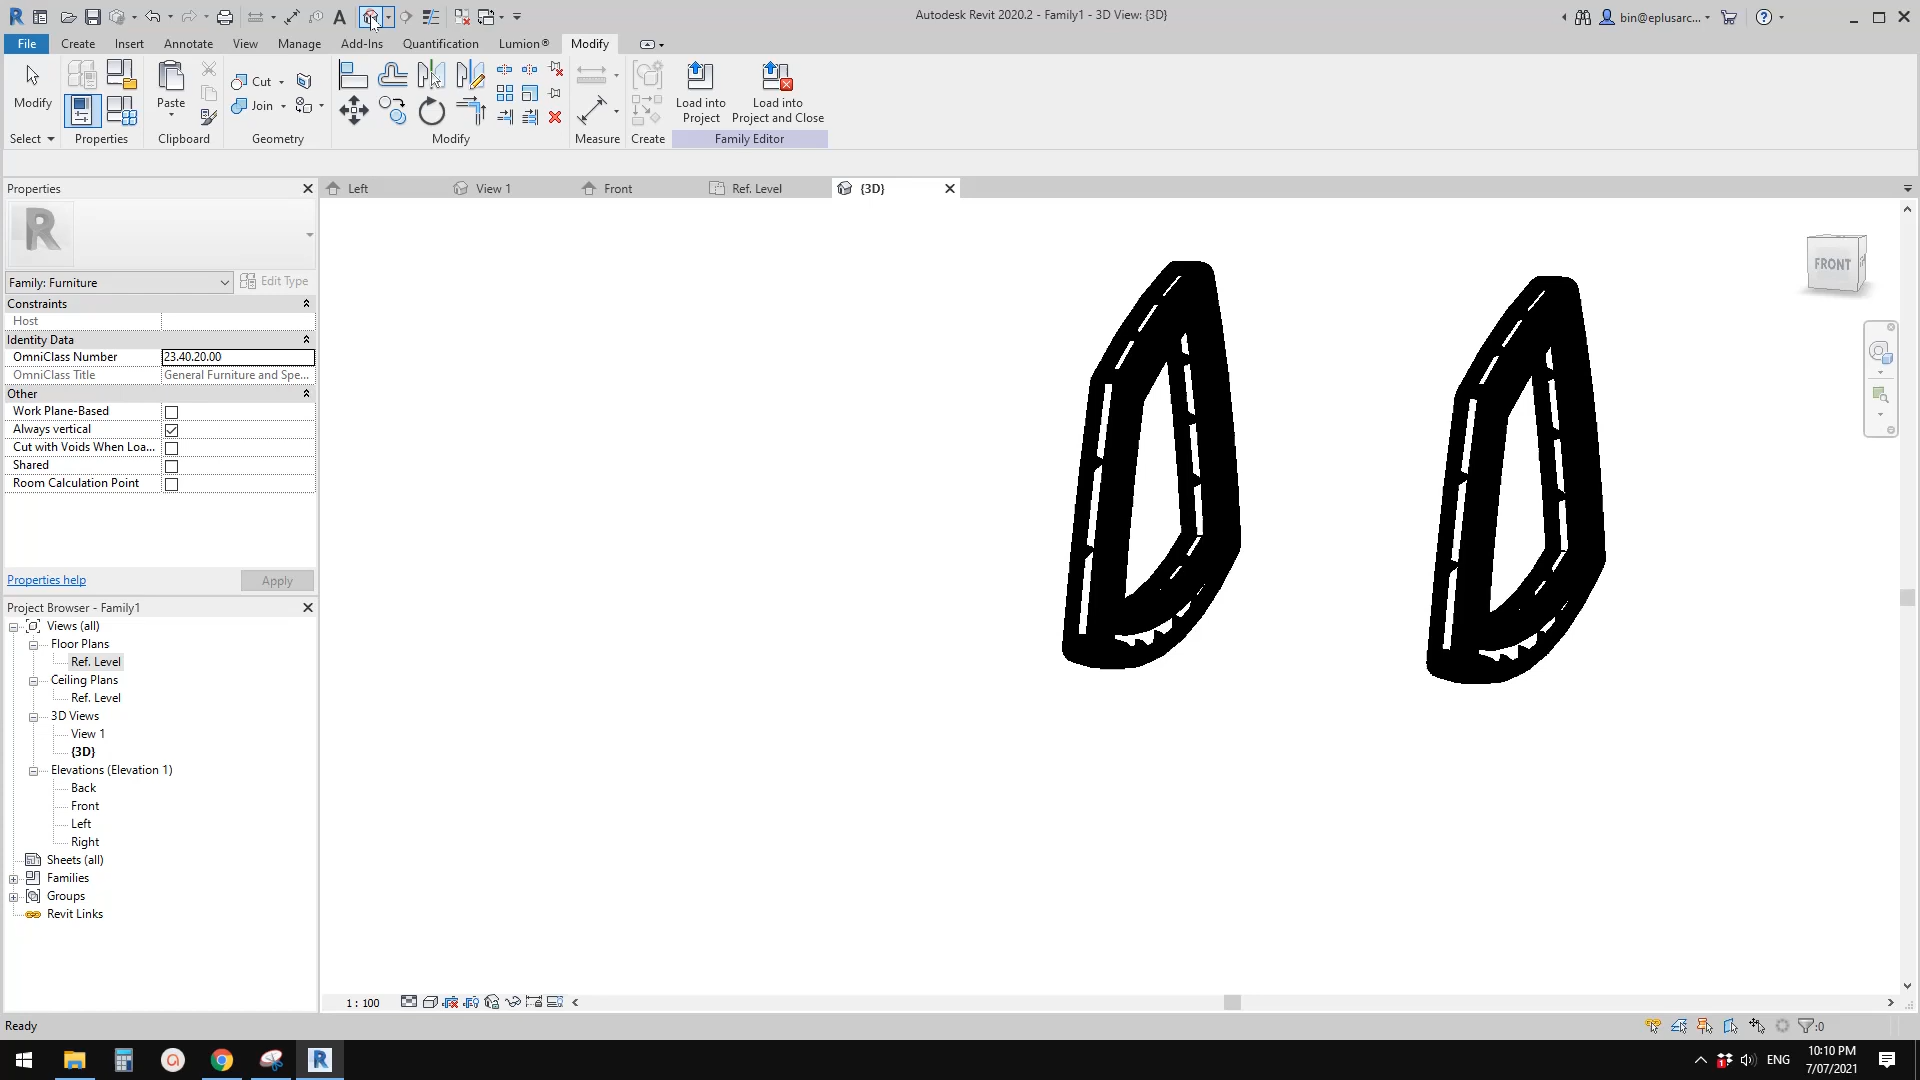 Autodesk Revit 2020.2 - Family1 - 3D View: {3D}
bin@eplusarc...
File Create Insert Annotate View Manage Add-Ins Quantification Lumion® Modify
Modify
Paste
Cut
Join
Load into Project
Load into Project and Close
Select Properties Clipboard Geometry Modify Measure Create Family Editor
Properties
Left View 1 Front Ref. Level {3D}
R
FRONT
Family: Furniture Edit Type
Constraints
Host
Identity Data
OmniClass Number 23.40.20.00
OmniClass Title General Furniture and Spe...
Other
Work Plane-Based
Always vertical
Cut with Voids When Loa...
Shared
Room Calculation Point
Properties help Apply
Project Browser - Family1
Views (all)
Floor Plans
Ref. Level
Ceiling Plans
Ref. Level
3D Views
View 1
{3D}
Elevations (Elevation 1)
Back
Front
Left
Right
Sheets (all)
Families
Groups
Revit Links
1 : 100
Ready
:0
ENG
10:10 PM
7/07/2021